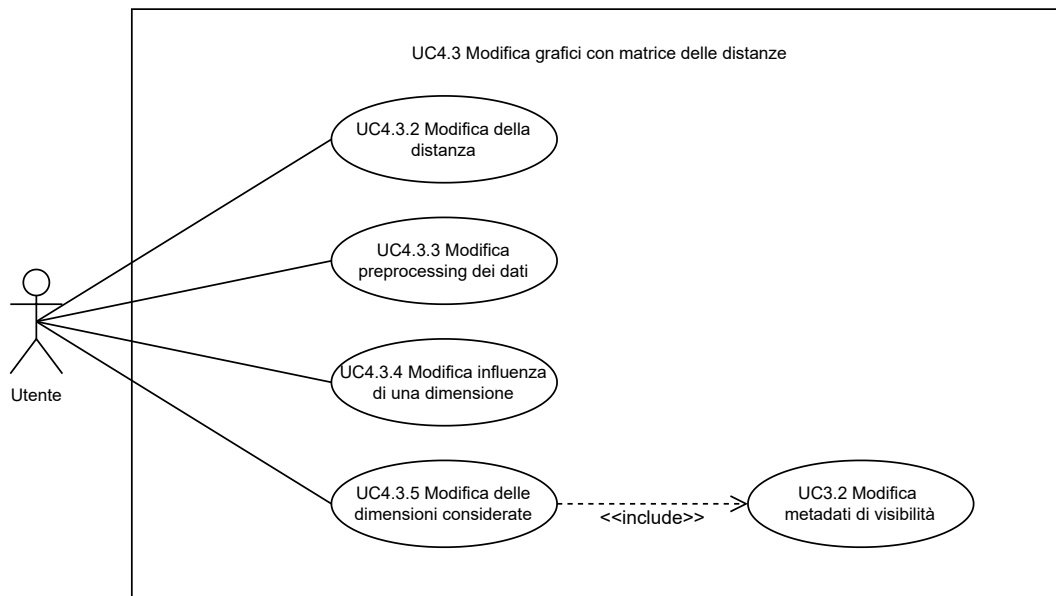 UC4.3 Modifica grafici con matrice delle distanze
UC4.3.2 Modifica della
distanza
UC4.3.3 Modifica
preprocessing dei dati
UC4.3.4 Modifica influenza
di una dimensione
Utente
UC4.3.5 Modifica delle
dimensioni considerate
<<include>>
UC3.2 Modifica
metadati di visibilità